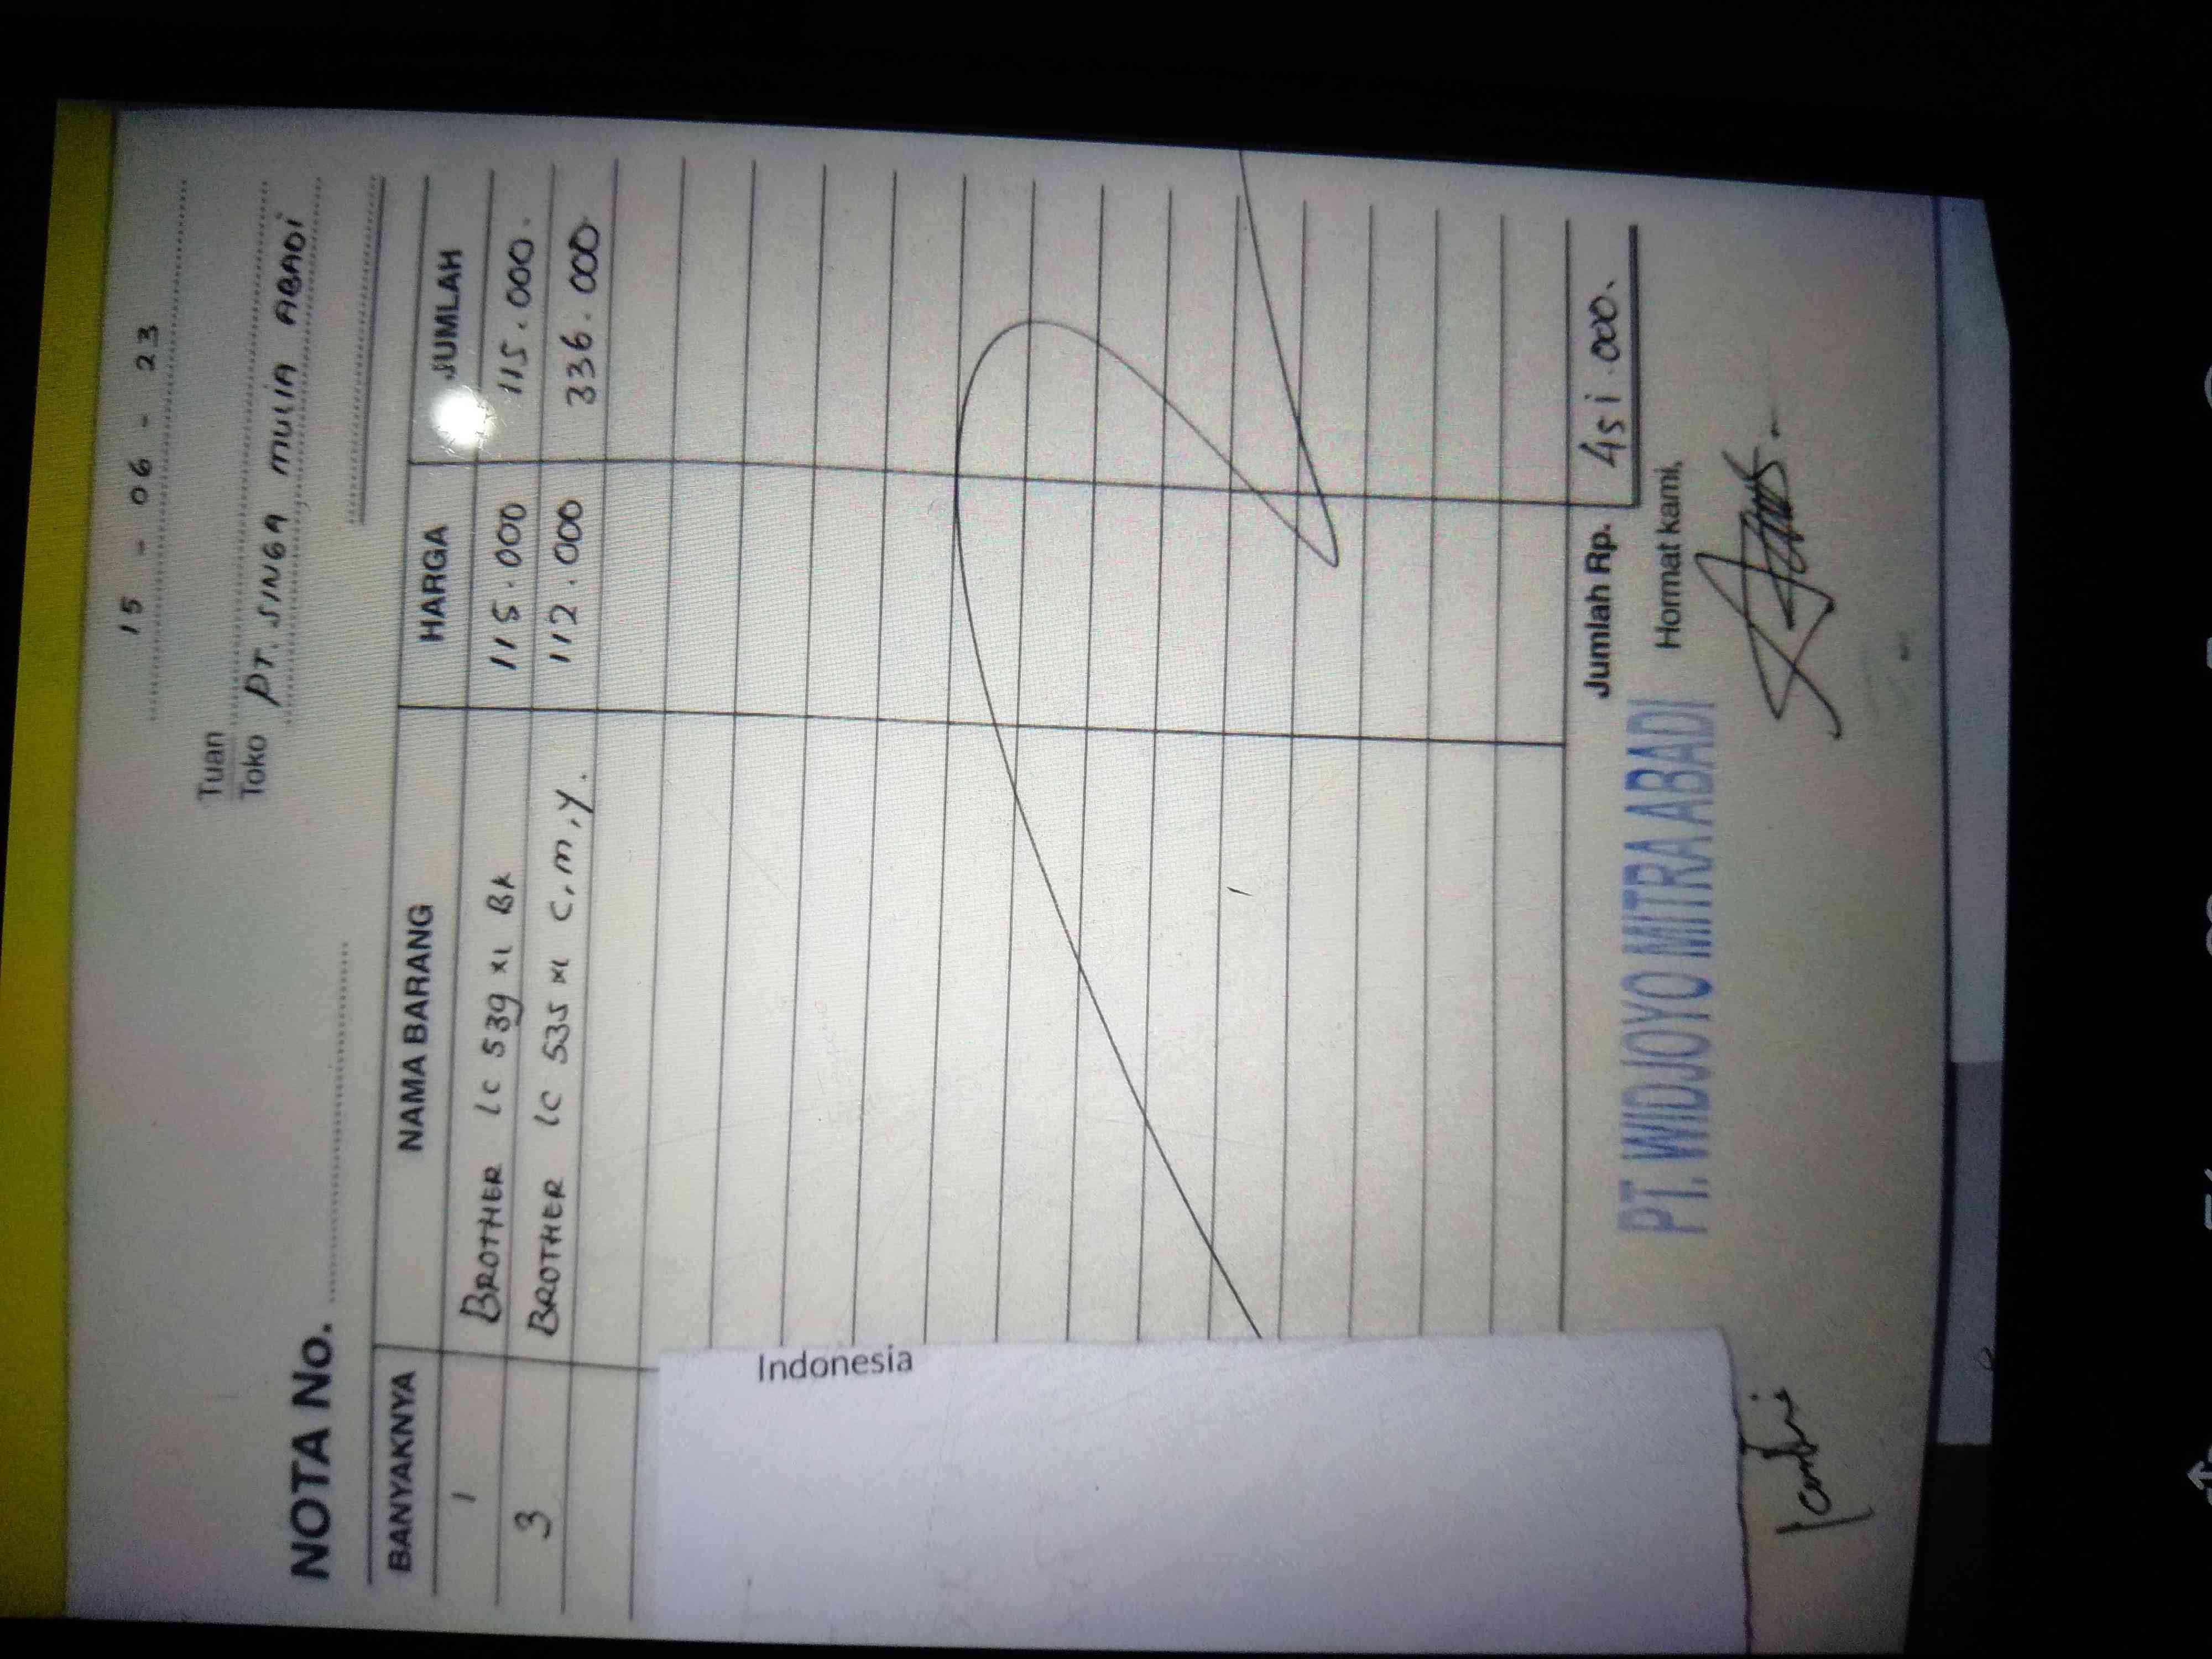 15 - 06 - 23
Tuan
Toko PT. SINGA MULIA ABADI
NOTA No.
BANYAKNYA NAMA BARANG HARGA JUMLAH
1 BROTHER LC 539 XL BK 115.000 115.000.
3 BROTHER LC 535 XL C,M,Y. 112.000 336.000
Indonesia
Jumlah Rp. 451.000.
PT. WIDJOYO MITRA ABADI Hormat kami,